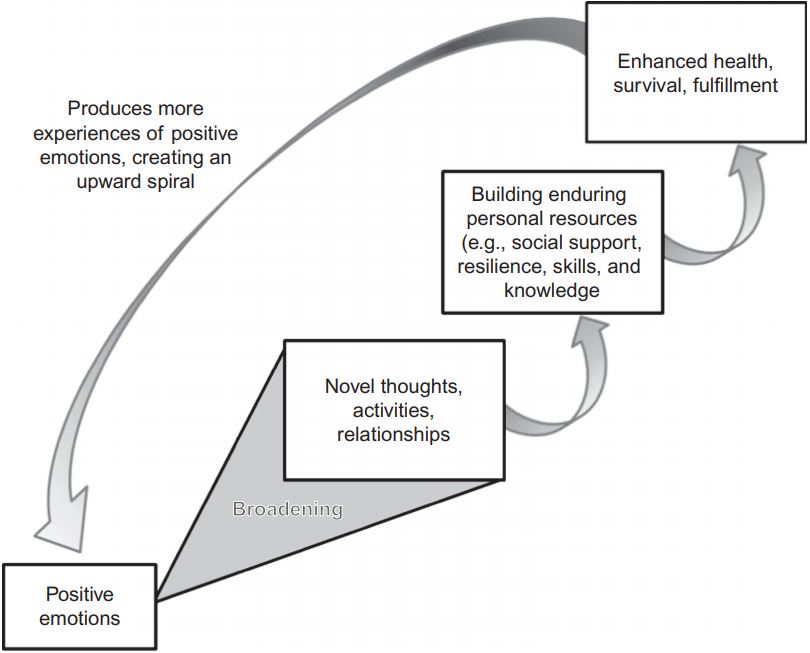 Enhanced health,
survival, fulfillment
Produces more
experiences of positive
emotions, creating an
upward spiral
Building enduring
personal resources
(e.g., social support,
resilience, skills, and
knowledge
Novel thoughts,
activities,
relationships
Broadening
Positive
emotions